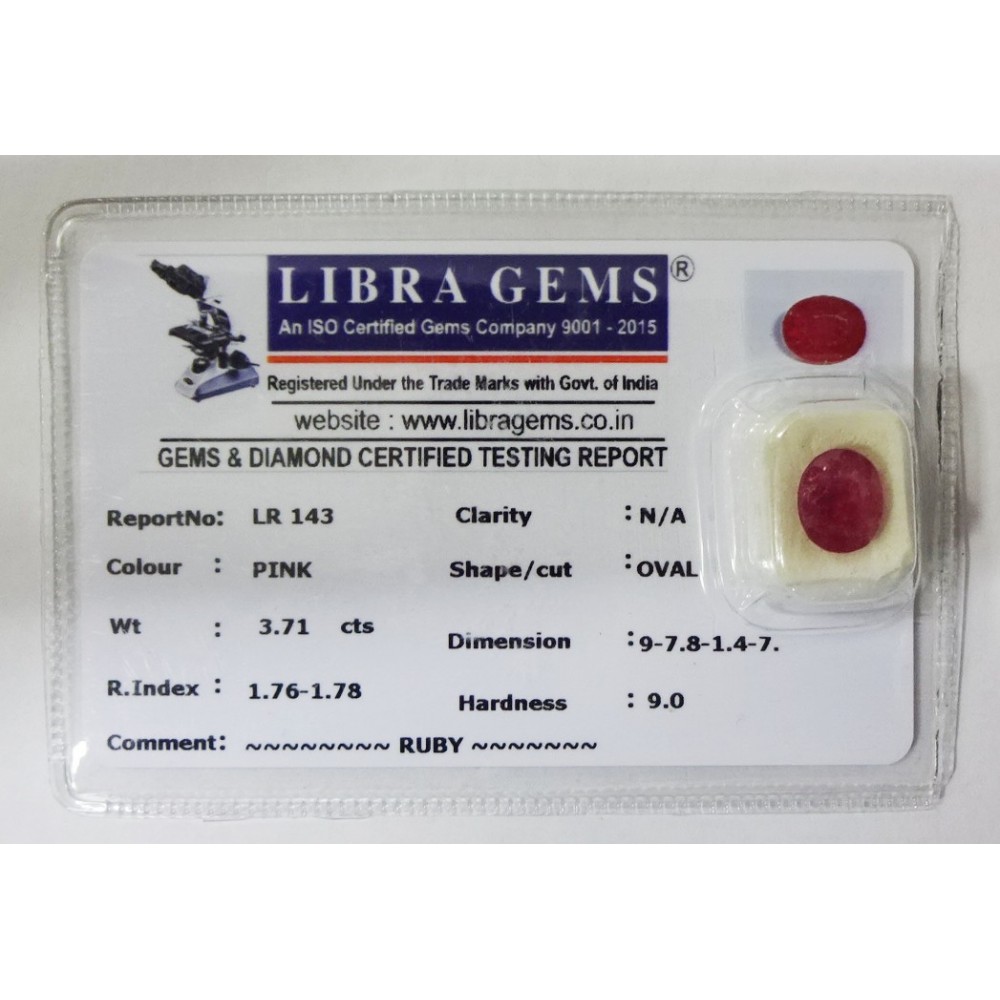 LIBRA GEMS ®
An ISO Certified Gems Company 9001 - 2015
Registered Under the Trade Marks with Govt. of India
website : www.libragems.co.in
GEMS & DIAMOND CERTIFIED TESTING REPORT
ReportNo: LR 143 Clarity : N/A
Colour : PINK Shape/cut : OVAL
Wt : 3.71 cts Dimension :9-7.8-1.4-7.
R.Index : 1.76-1.78 Hardness : 9.0
Comment: ~~~~~~~~ RUBY ~~~~~~~